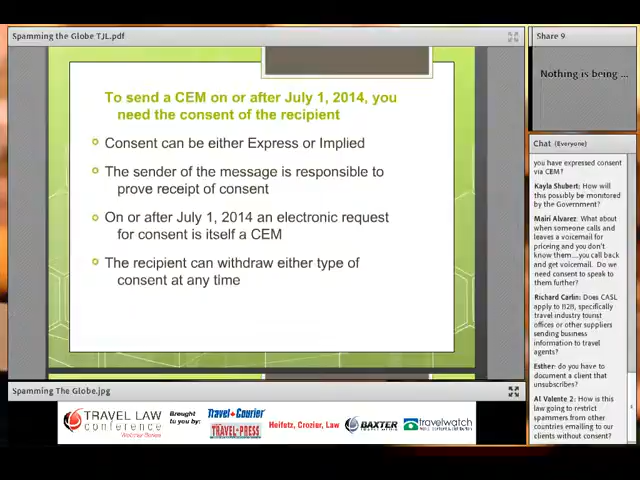 Spamming the Globe TJL.pdf
To send a CEM on or after July 1, 2014, you
need the consent of the recipient
Consent can be either Express or Implied
The sender of the message is responsible to
prove receipt of consent
On or after July 1, 2014 an electronic request
for consent is itself a CEM
The recipient can withdraw either type of
consent at any time
Spamming The Globe.jpg
TRAVEL LAW
conference
Webinar Series
Brought
to you by:
Travel Courier
TRAVEL PRESS
Heifetz, Crozier, Law
BAXTER
travelwatch
Share 9
Nothing is being ...
Chat (Everyone)
you have expressed consent
via CEM?
Kayla Shubert: How will
this possibly be monitored
by the Government?
Mairi Alvarez: What about
when someone calls and
leaves a voicemail for
pricing and you don't
know them....you call back
and get voicemail. Do we
need consent to speak to
them further?
Richard Carlin: Does CASL
apply to B2B, specifically
travel industry tourist
offices or other suppliers
sending business
information to travel
agents?
Esther: do you have to
document a client that
unsubscribes?
Al Valente 2: How is this
law going to restrict
spammers from other
countries emailing to our
clients without consent?